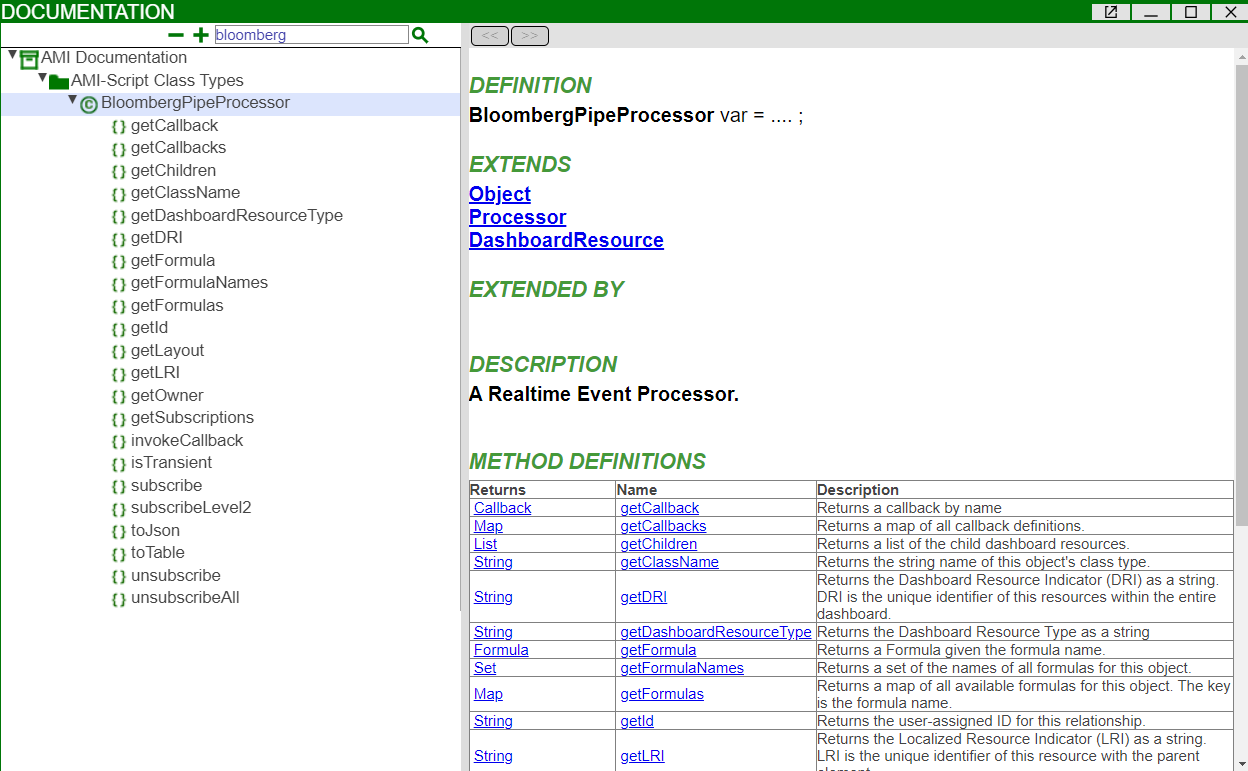 DOCUMENTATION
bloomberg
<< >>
AMI Documentation
AMI-Script Class Types
BloombergPipeProcessor
{} getCallback
{} getCallbacks
{} getChildren
{} getClassName
{} getDashboardResourceType
{} getDRI
{} getFormula
{} getFormulaNames
{} getFormulas
{} getId
{} getLayout
{} getLRI
{} getOwner
{} getSubscriptions
{} invokeCallback
{} isTransient
{} subscribe
{} subscribeLevel2
{} toJson
{} toTable
{} unsubscribe
{} unsubscribeAll
DEFINITION
BloombergPipeProcessor var = .... ;
EXTENDS
Object
Processor
DashboardResource
EXTENDED BY
DESCRIPTION
A Realtime Event Processor.
METHOD DEFINITIONS
Returns Name Description
Callback getCallback Returns a callback by name
Map getCallbacks Returns a map of all callback definitions.
List getChildren Returns a list of the child dashboard resources.
String getClassName Returns the string name of this object's class type.
String getDRI Returns the Dashboard Resource Indicator (DRI) as a string.
DRI is the unique identifier of this resources within the entire
dashboard.
String getDashboardResourceType Returns the Dashboard Resource Type as a string
Formula getFormula Returns a Formula given the formula name.
Set getFormulaNames Returns a set of the names of all formulas for this object.
Map getFormulas Returns a map of all available formulas for this object. The key
is the formula name.
String getId Returns the user-assigned ID for this relationship.
String getLRI Returns the Localized Resource Indicator (LRI) as a string.
LRI is the unique identifier of this resource with the parent
element.